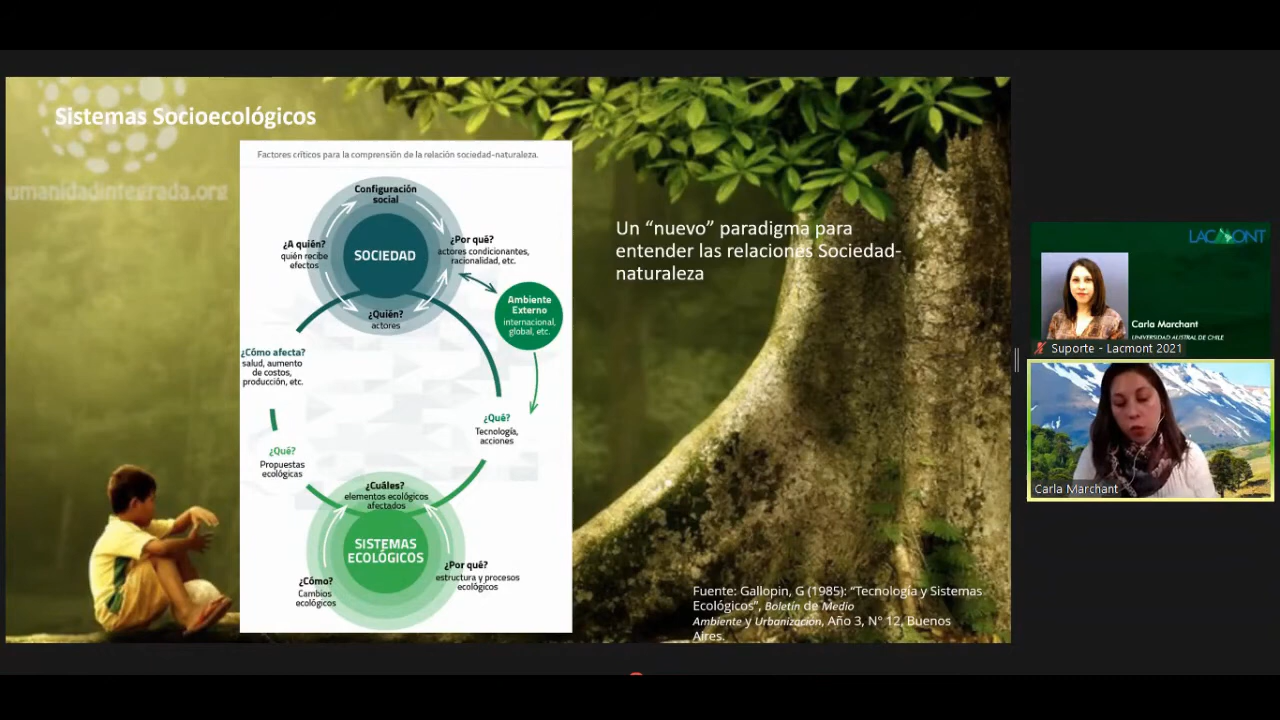 Sistemas Socioecológicos
umanidadintegrada.org
Factores críticos para la comprensión de la relación sociedad-naturaleza.
Configuración
social
¿A quién?
quién recibe
efectos
SOCIEDAD
¿Por qué?
actores condicionantes,
racionalidad, etc.
¿Quién?
actores
Ambiente
Externo
internacional,
global, etc.
¿Cómo afecta?
salud, aumento
de costos,
producción, etc.
¿Qué?
Tecnología,
acciones
¿Qué?
Propuestas
ecológicas
¿Cuáles?
elementos ecológicos
afectados
SISTEMAS
ECOLÓGICOS
¿Cómo?
Cambios
ecológicos
¿Por qué?
estructura y procesos
ecológicos
Un “nuevo” paradigma para
entender las relaciones Sociedad-
naturaleza
Fuente: Gallopin, G (1985): “Tecnología y Sistemas
Ecológicos”, Boletín de Medio
Ambiente y Urbanización, Año 3, N° 12, Buenos
Aires.
LACMONT
Carla Marchant
UNIVERSIDAD AUSTRAL DE CHILE
Suporte - Lacmont 2021
Carla Marchant